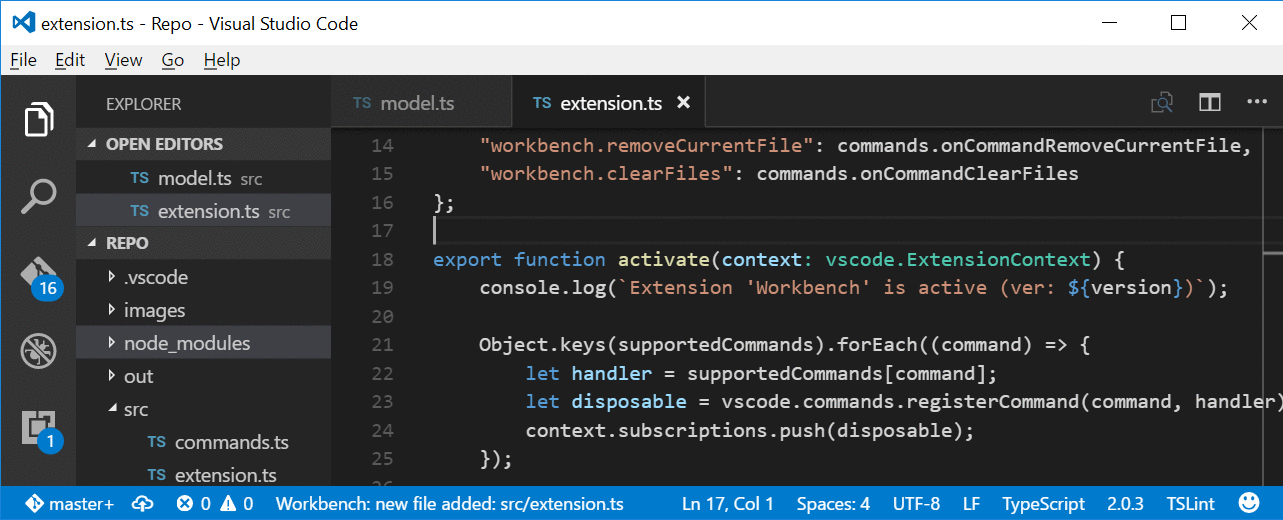 extension.ts - Repo - Visual Studio Code
File Edit View Go Help
EXPLORER
OPEN EDITORS
TS model.ts src
TS extension.ts src
REPO
.vscode
images
node_modules
out
src
TS commands.ts
TS extension.ts
16
1
TS model.ts TS extension.ts ×
14 "workbench.removeCurrentFile": commands.onCommandRemoveCurrentFile,
15 "workbench.clearFiles": commands.onCommandClearFiles
16 };
17
18 export function activate(context: vscode.ExtensionContext) {
19 console.log(`Extension 'Workbench' is active (ver: ${version})`);
20
21 Object.keys(supportedCommands).forEach((command) => {
22 let handler = supportedCommands[command];
23 let disposable = vscode.commands.registerCommand(command, handler)
24 context.subscriptions.push(disposable);
25 });
master+ 0 0 Workbench: new file added: src/extension.ts Ln 17, Col 1 Spaces: 4 UTF-8 LF TypeScript 2.0.3 TSLint